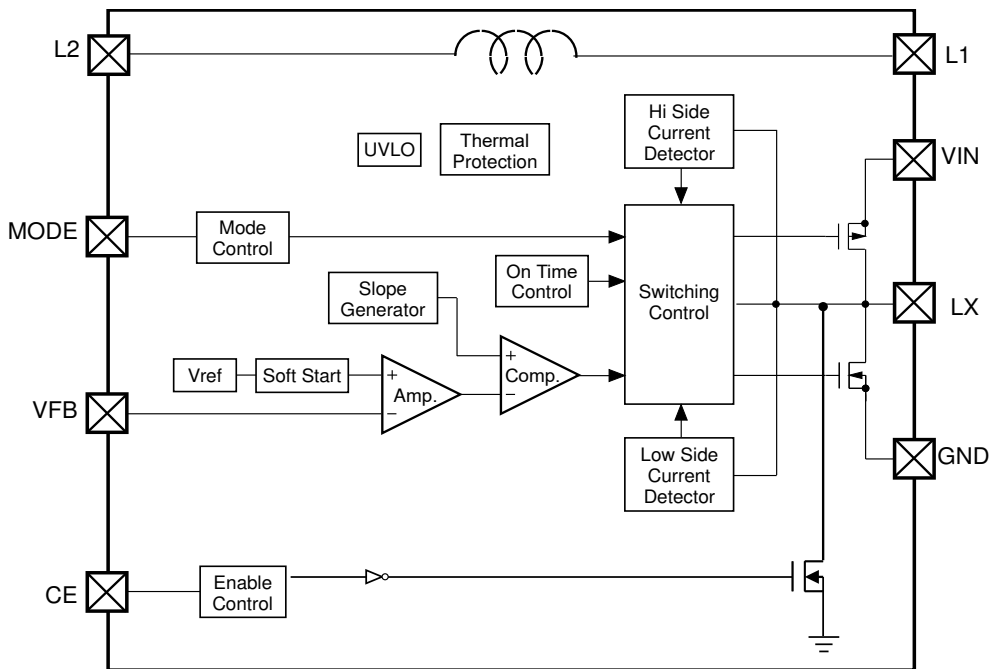 L2
L1
Hi Side
Current
Detector
UVLO
Thermal
Protection
VIN
MODE
Mode
Control
On Time
Control
Slope
Generator
Switching
Control
LX
Vref
Soft Start
+
Amp.
−
+
Comp.
−
VFB
Low Side
Current
Detector
GND
CE
Enable
Control